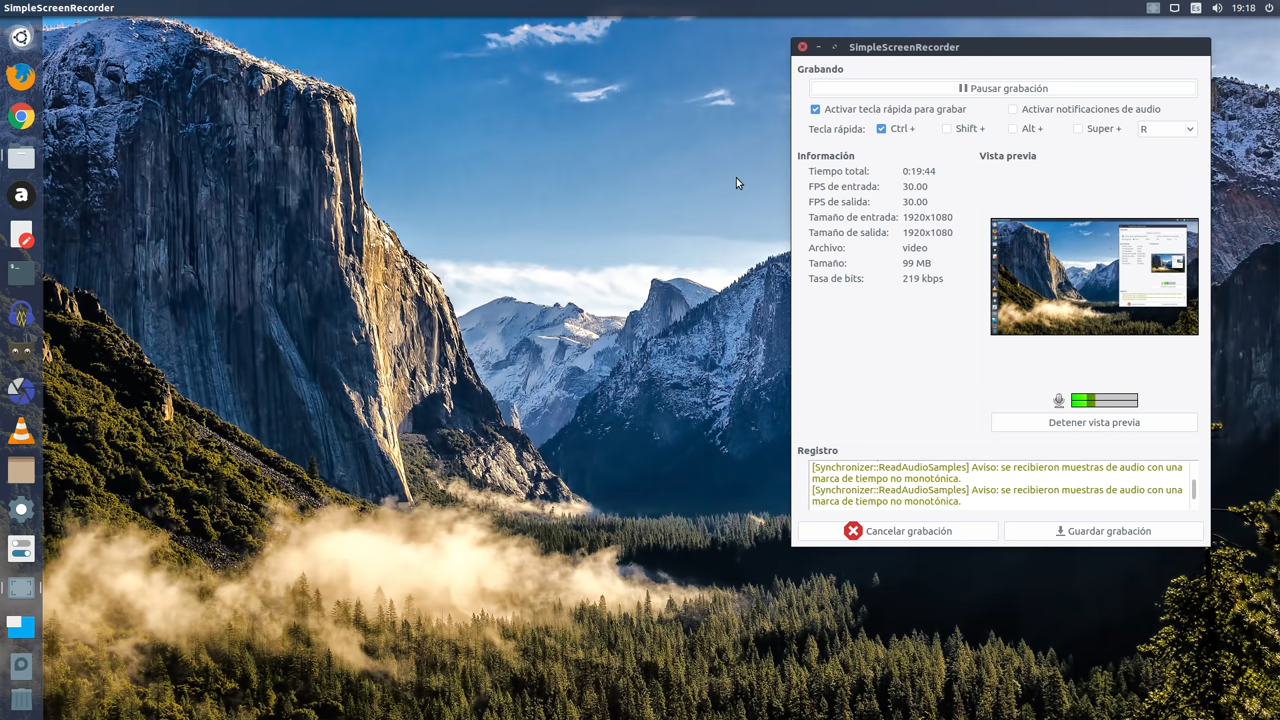 SimpleScreenRecorder
Es
19:18
SimpleScreenRecorder
Grabando
Pausar grabación
Activar tecla rápida para grabar
Activar notificaciones de audio
Tecla rápida:
Ctrl +
Shift +
Alt +
Super +
R
Información
Vista previa
Tiempo total: 0:19:44
FPS de entrada: 30.00
FPS de salida: 30.00
Tamaño de entrada: 1920x1080
Tamaño de salida: 1920x1080
Archivo: video
Tamaño: 99 MB
Tasa de bits: 219 kbps
Detener vista previa
Registro
[Synchronizer::ReadAudioSamples] Aviso: se recibieron muestras de audio con una
marca de tiempo no monotónica.
[Synchronizer::ReadAudioSamples] Aviso: se recibieron muestras de audio con una
marca de tiempo no monotónica.
Cancelar grabación
Guardar grabación